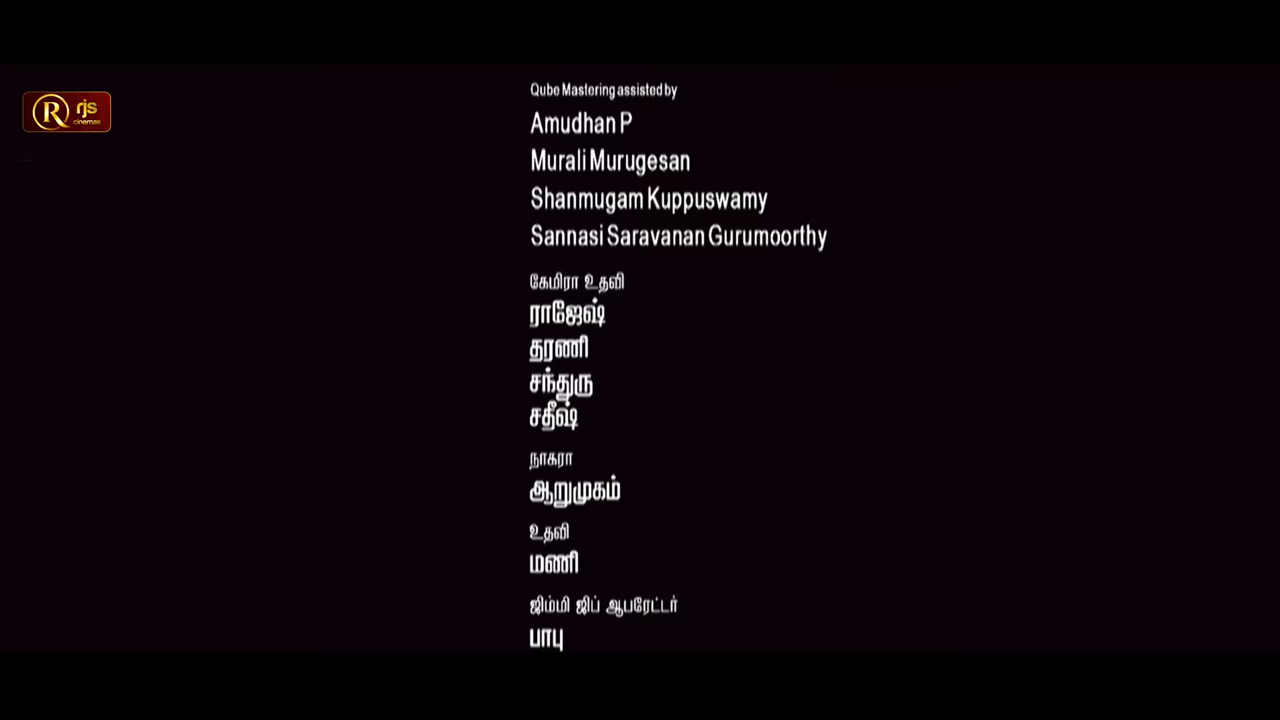 R rjs
cinemas
Qube Mastering assisted by
Amudhan P
Murali Murugesan
Shanmugam Kuppuswamy
Sannasi Saravanan Gurumoorthy
கேமிரா உதவி
ராஜேஷ்
தரணி
சந்துரு
சதீஷ்
நாகரா
ஆறுமுகம்
உதவி
மணி
ஜிம்மி ஜிப் ஆபரேட்டர்
பாபு